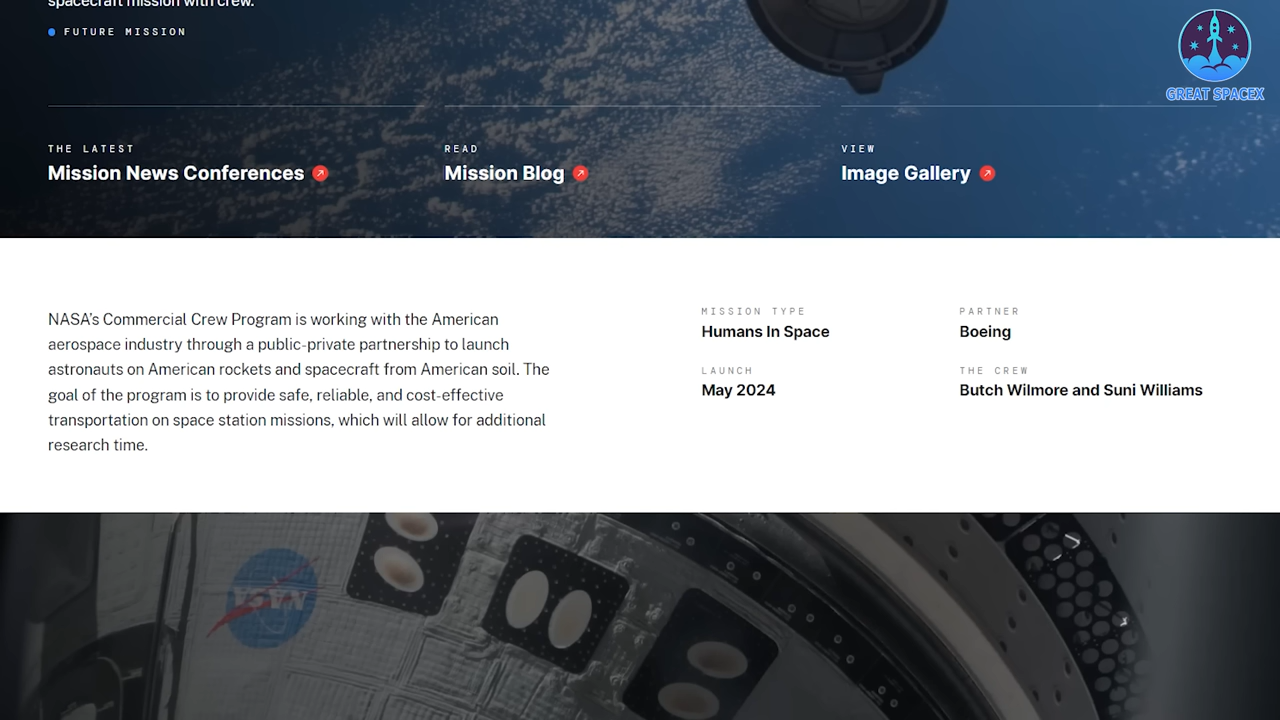 spacecraft mission with crew.
FUTURE MISSION
GREAT SPACEX
THE LATEST
Mission News Conferences
READ
Mission Blog
VIEW
Image Gallery
NASA's Commercial Crew Program is working with the American
aerospace industry through a public-private partnership to launch
astronauts on American rockets and spacecraft from American soil. The
goal of the program is to provide safe, reliable, and cost-effective
transportation on space station missions, which will allow for additional
research time.
MISSION TYPE
Humans In Space
PARTNER
Boeing
LAUNCH
May 2024
THE CREW
Butch Wilmore and Suni Williams
NASA